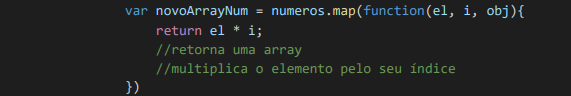 var novoArrayNum = numeros.map(function(el, i, obj){
return el * i;
//retorna uma array
//multiplica o elemento pelo seu índice
})